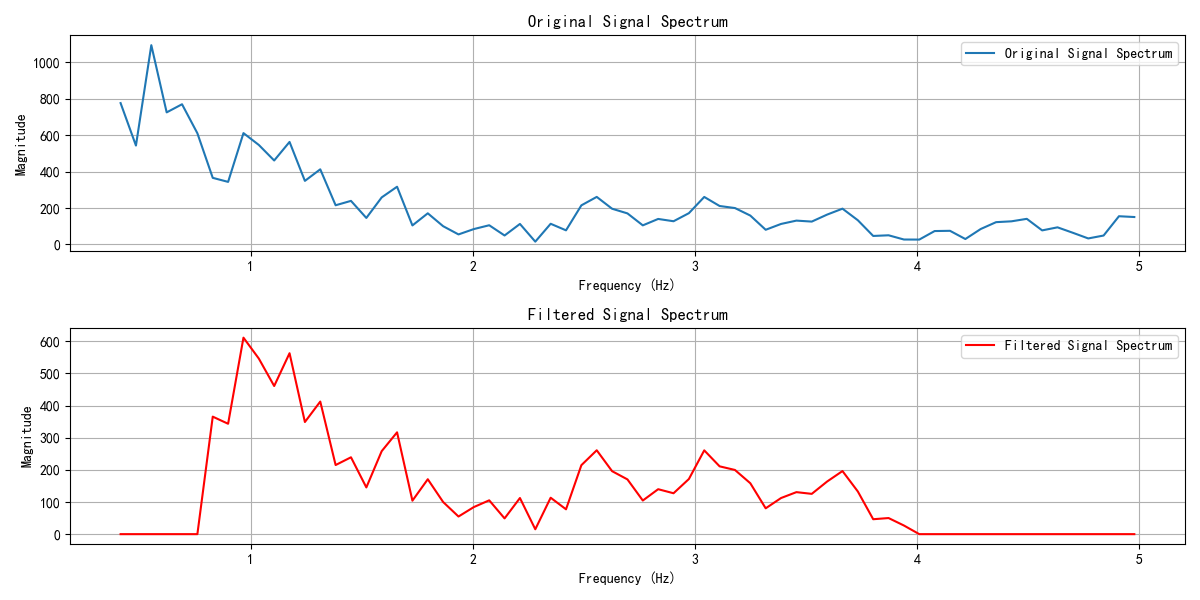 Original Signal Spectrum
Original Signal Spectrum
Magnitude
1000
800
600
400
200
0
1
2
3
4
5
Frequency (Hz)
Filtered Signal Spectrum
Filtered Signal Spectrum
Magnitude
600
500
400
300
200
100
0
1
2
3
4
5
Frequency (Hz)